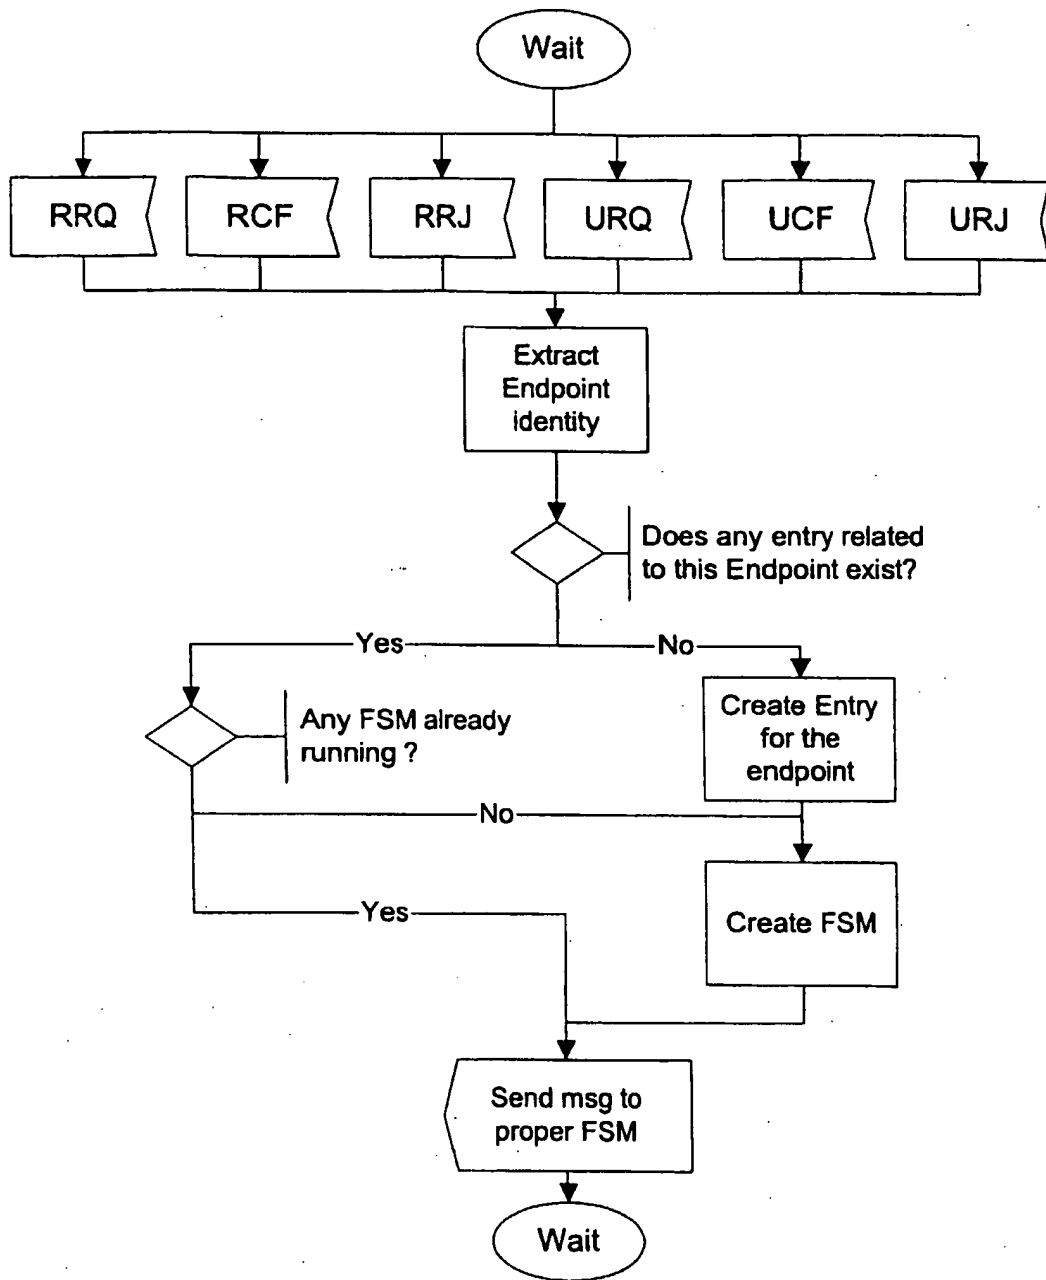 Wait
RRQ
RCF
RRJ
URQ
UCF
URJ
Extract
Endpoint
identity
Does any entry related
to this Endpoint exist?
Yes
No
Any FSM already
running ?
Create Entry
for the
endpoint
No
Yes
Create FSM
Send msg to
proper FSM
Wait